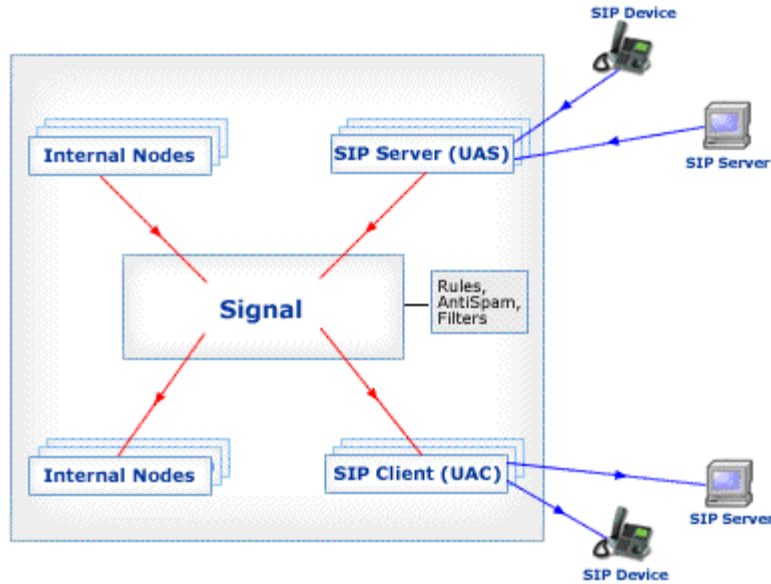 SIP Device
Internal Nodes
SIP Server (UAS)
SIP Server
Signal
Rules,
AntiSpam,
Filters
Internal Nodes
SIP Client (UAC)
SIP Server
SIP Device